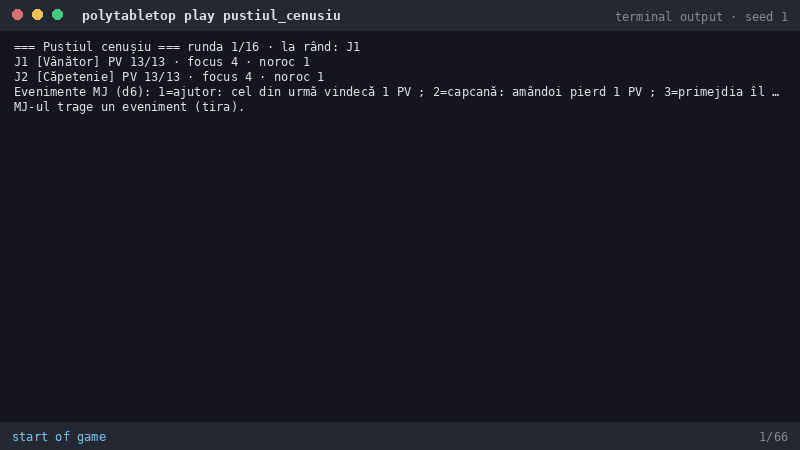 polytabletop play pustiul_cenusiu
terminal output · seed 1
=== Pustiul cenușiu === runda 1/16 · la rând: J1
J1 [Vânător] PV 13/13 · focus 4 · noroc 1
J2 [Căpetenie] PV 13/13 · focus 4 · noroc 1
Evenimente MJ (d6): 1=ajutor: cel din urmă vindecă 1 PV ; 2=capcană: amândoi pierd 1 PV ; 3=primejdia îl …
MJ-ul trage un eveniment (tira).
start of game
1/66